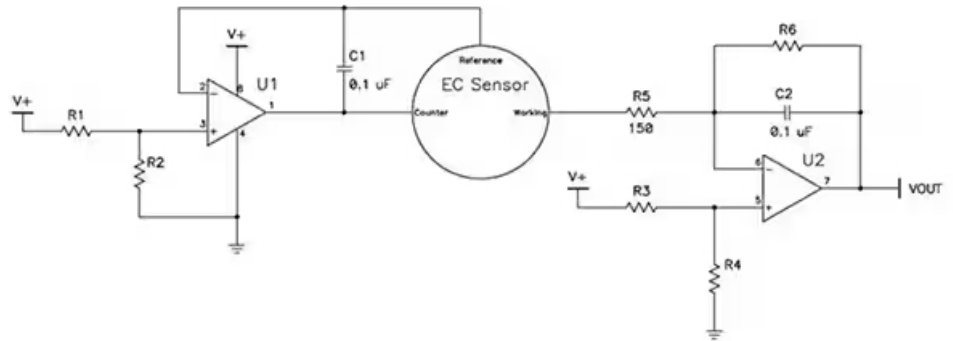 R6
V+
C1
0.1 uF
U1
2
8
1
3
4
V+
R1
R2
Reference
EC Sensor
Counter
Working
R5
150
C2
0.1 uF
U2
6
7
5
VOUT
V+
R3
R4